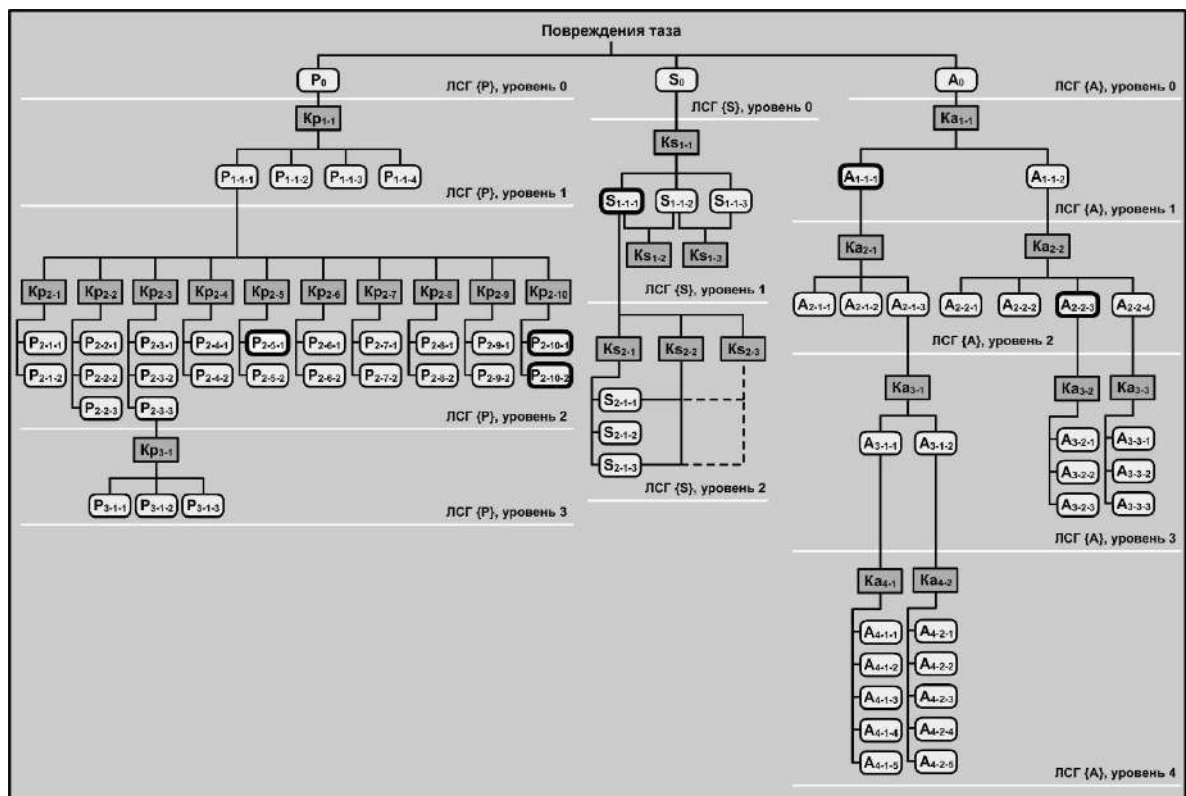 Повреждения таза
P0 S0 A0
ЛСГ {P}, уровень 0
ЛСГ {S}, уровень 0
ЛСГ {A}, уровень 0
Kp1-1
Ks1-1
Ka1-1
P1-1-1 P1-1-2 P1-1-3 P1-1-4
ЛСГ {P}, уровень 1
S1-1-1 S1-1-2 S1-1-3
Ks1-2 Ks1-3
ЛСГ {S}, уровень 1
A1-1-1 A1-1-2
ЛСГ {A}, уровень 1
Kp2-1 Kp2-2 Kp2-3 Kp2-4 Kp2-5 Kp2-6 Kp2-7 Kp2-8 Kp2-9 Kp2-10
P2-1-1 P2-2-1 P2-3-1 P2-4-1 P2-5-1 P2-6-1 P2-7-1 P2-8-1 P2-9-1 P2-10-1
P2-1-2 P2-2-2 P2-3-2 P2-4-2 P2-5-2 P2-6-2 P2-7-2 P2-8-2 P2-9-2 P2-10-2
P2-2-3 P2-3-3
ЛСГ {P}, уровень 2
Kp3-1
P3-1-1 P3-1-2 P3-1-3
ЛСГ {P}, уровень 3
Ks2-1 Ks2-2 Ks2-3
S2-1-1
S2-1-2
S2-1-3
ЛСГ {S}, уровень 2
Ka2-1 Ka2-2
A2-1-1 A2-1-2 A2-1-3 A2-2-1 A2-2-2 A2-2-3 A2-2-4
ЛСГ {A}, уровень 2
Ka3-1 Ka3-2 Ka3-3
A3-1-1 A3-1-2 A3-2-1 A3-3-1
A3-2-2 A3-3-2
A3-2-3 A3-3-3
ЛСГ {A}, уровень 3
Ka4-1 Ka4-2
A4-1-1 A4-2-1
A4-1-2 A4-2-2
A4-1-3 A4-2-3
A4-1-4 A4-2-4
A4-1-5 A4-2-5
ЛСГ {A}, уровень 4